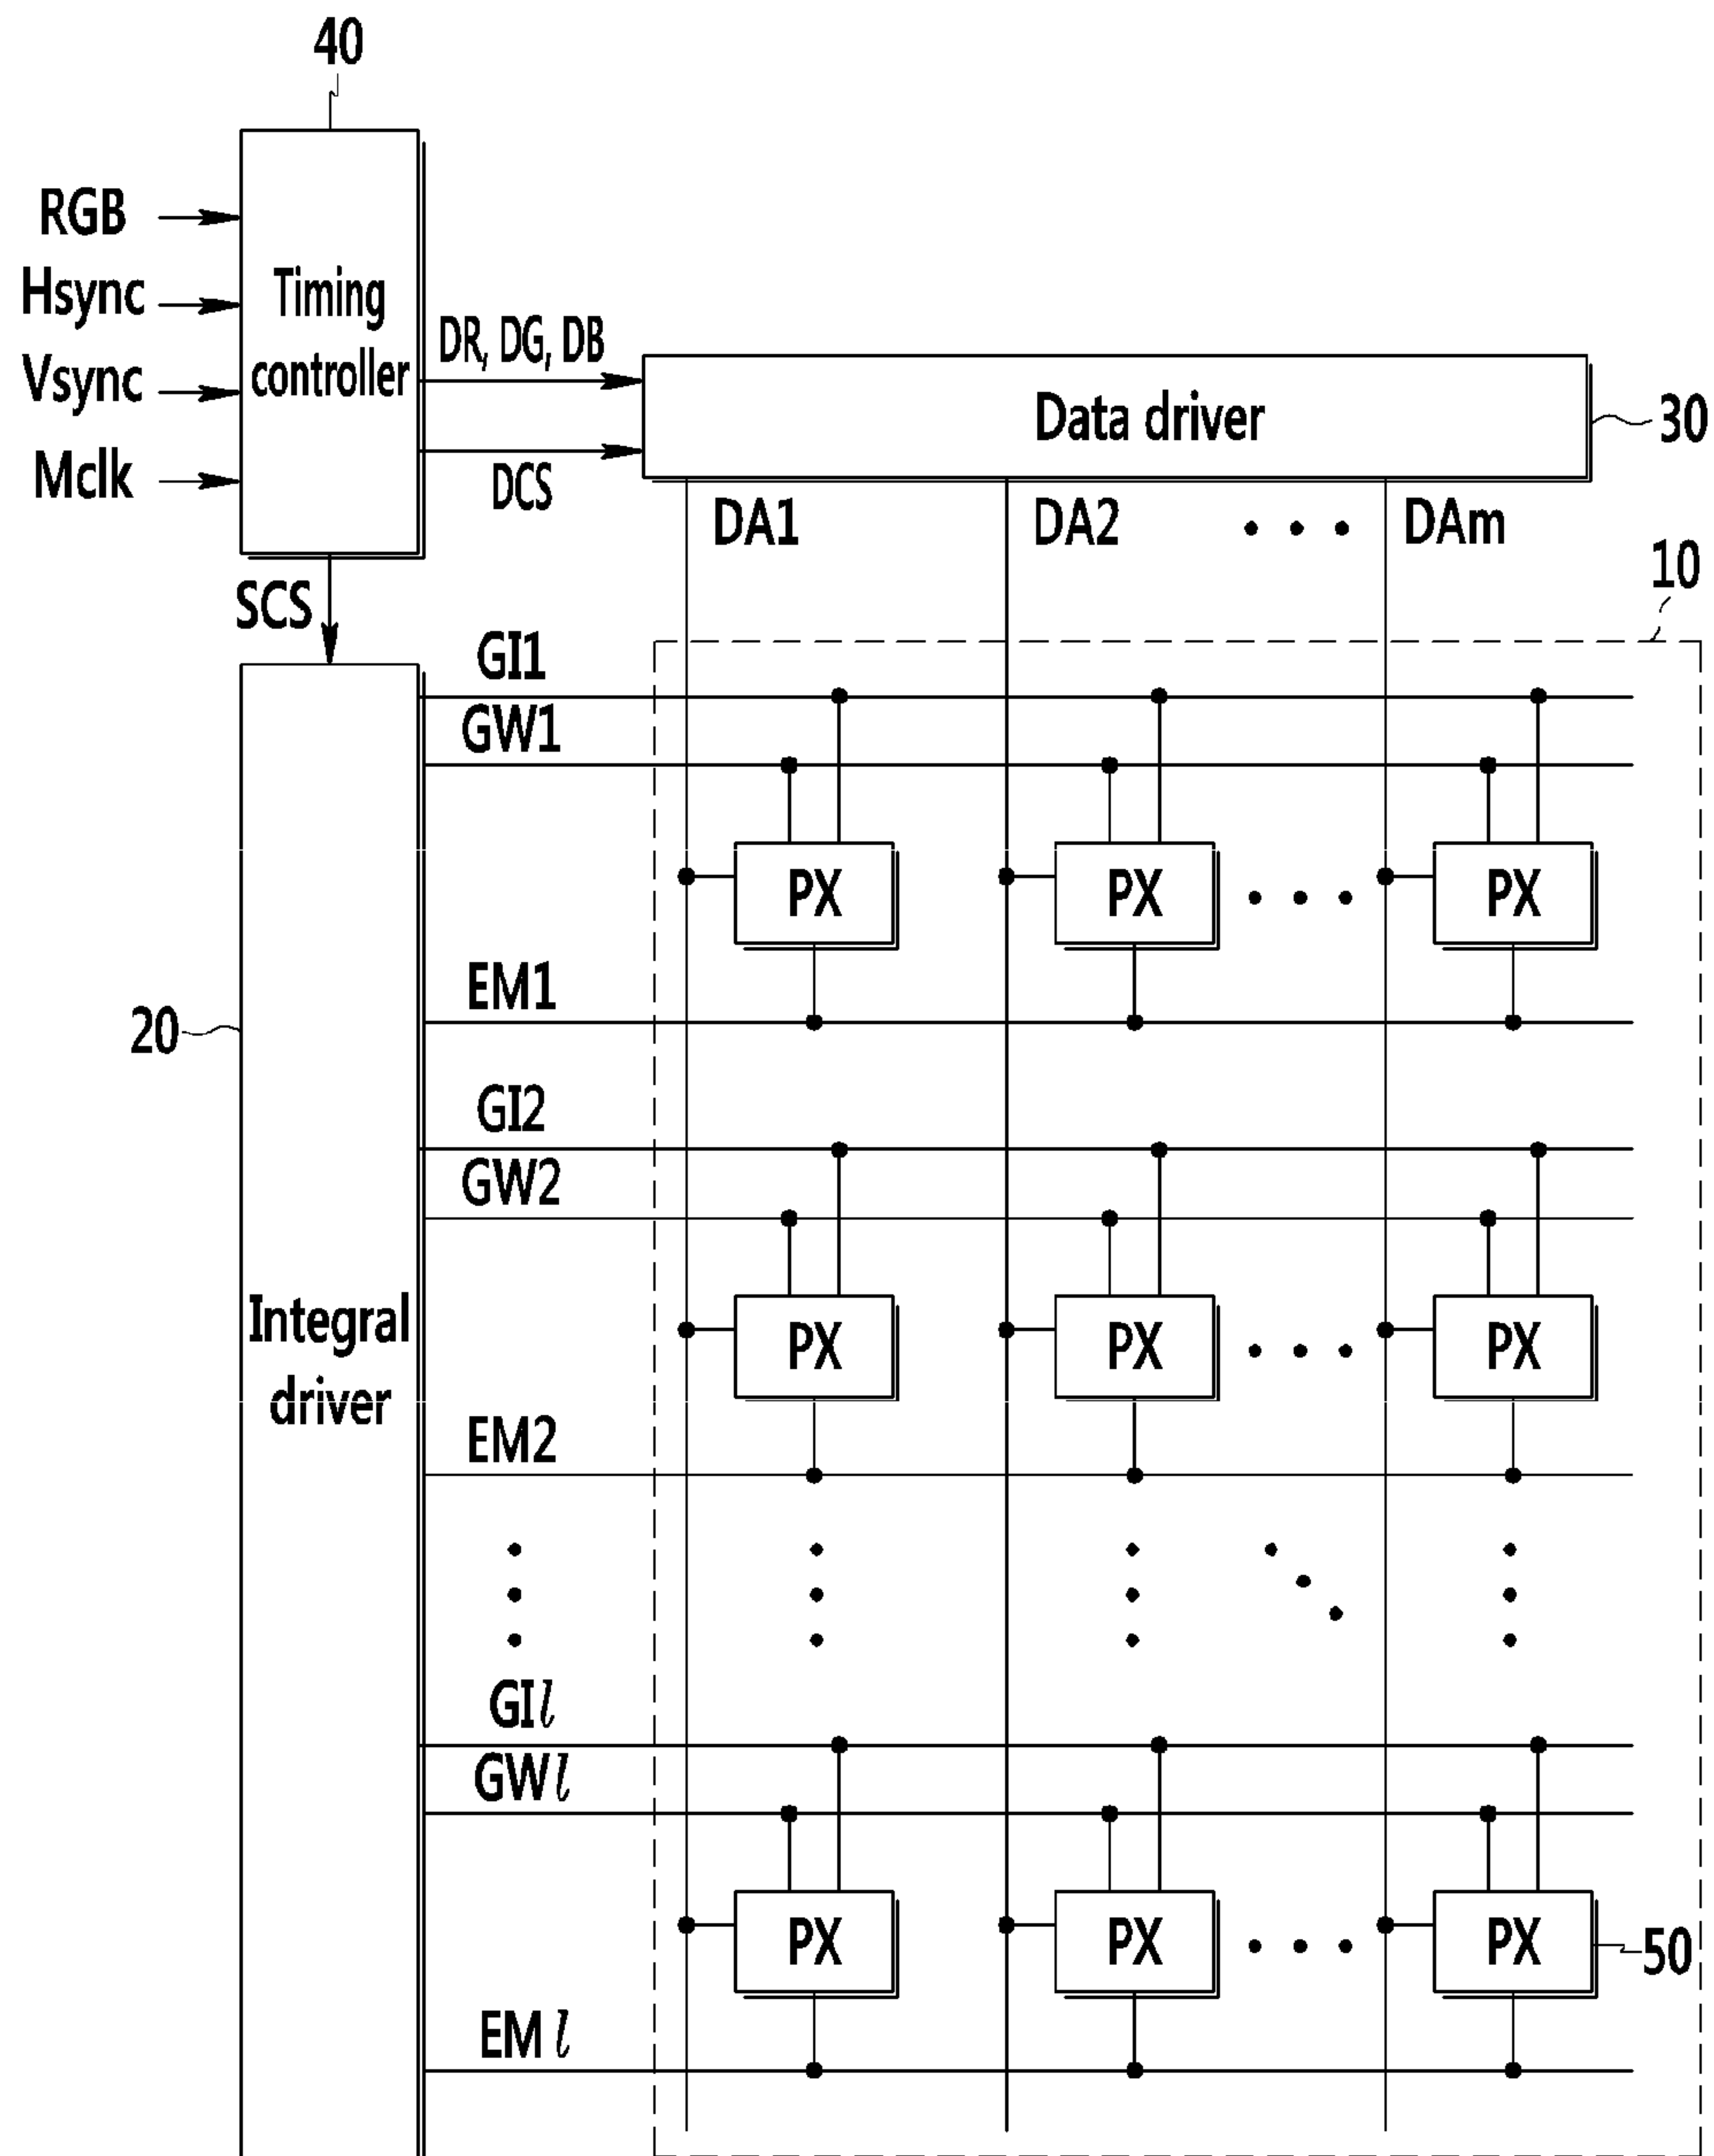 40
RGB
Hsync
Vsync
Mclk
Timing
controller
DR, DG, DB
DCS
Data driver
30
DA1 DA2 DAm
10
SCS
GI1
GW1
PX PX PX
EM1
20
GI2
GW2
PX PX PX
EM2
Integral
driver
GIl
GWl
PX PX PX
50
EMl